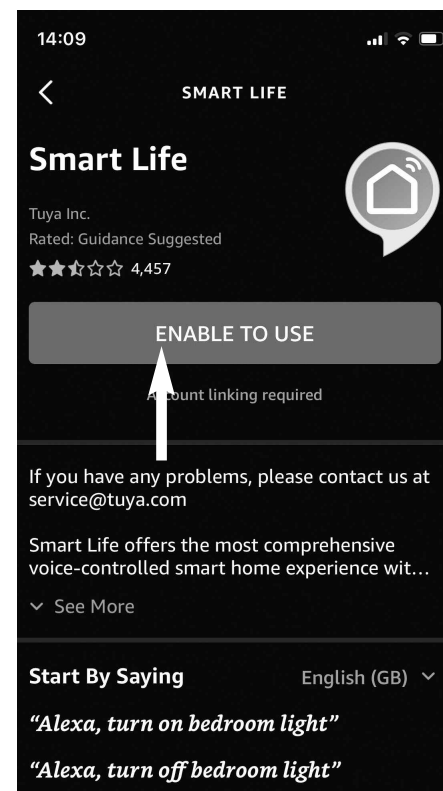 14:09
SMART LIFE
Smart Life
Tuya Inc.
Rated: Guidance Suggested
4,457
ENABLE TO USE
Account linking required
If you have any problems, please contact us at
service@tuya.com
Smart Life offers the most comprehensive
voice-controlled smart home experience wit...
See More
Start By Saying English (GB)
“Alexa, turn on bedroom light”
“Alexa, turn off bedroom light”